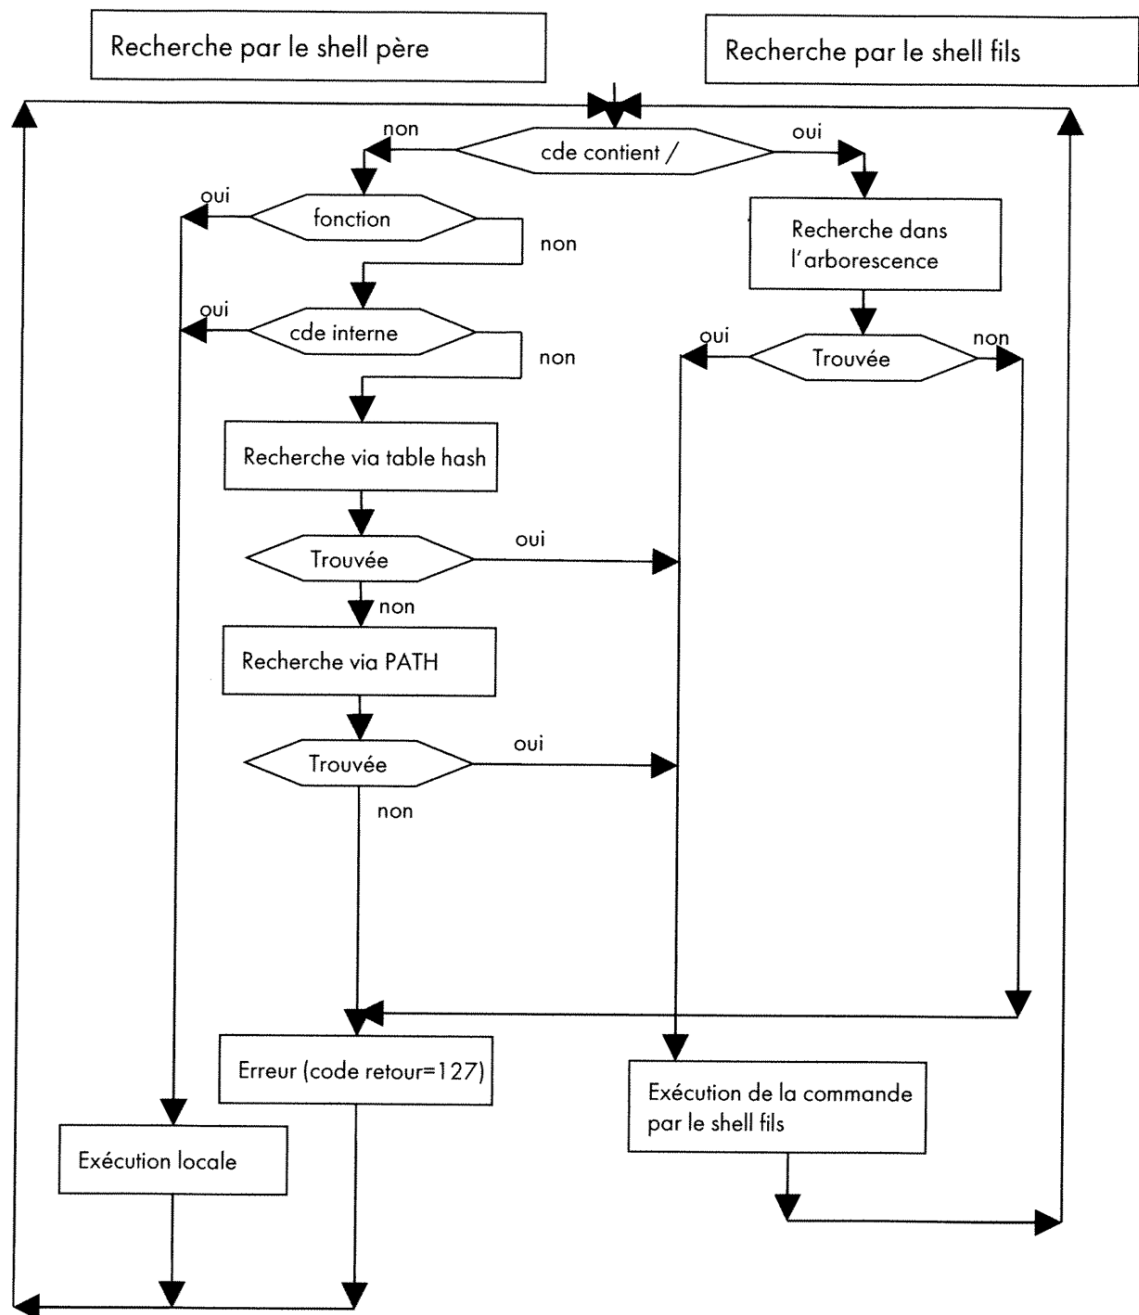 Recherche par le shell père
Recherche par le shell fils
non
cde contient /
oui
oui
fonction
non
Recherche dans
l'arborescence
oui
cde interne
non
oui
Trouvée
non
Recherche via table hash
Trouvée
oui
non
Recherche via PATH
Trouvée
oui
non
Erreur (code retour=127)
Exécution de la commande
par le shell fils
Exécution locale